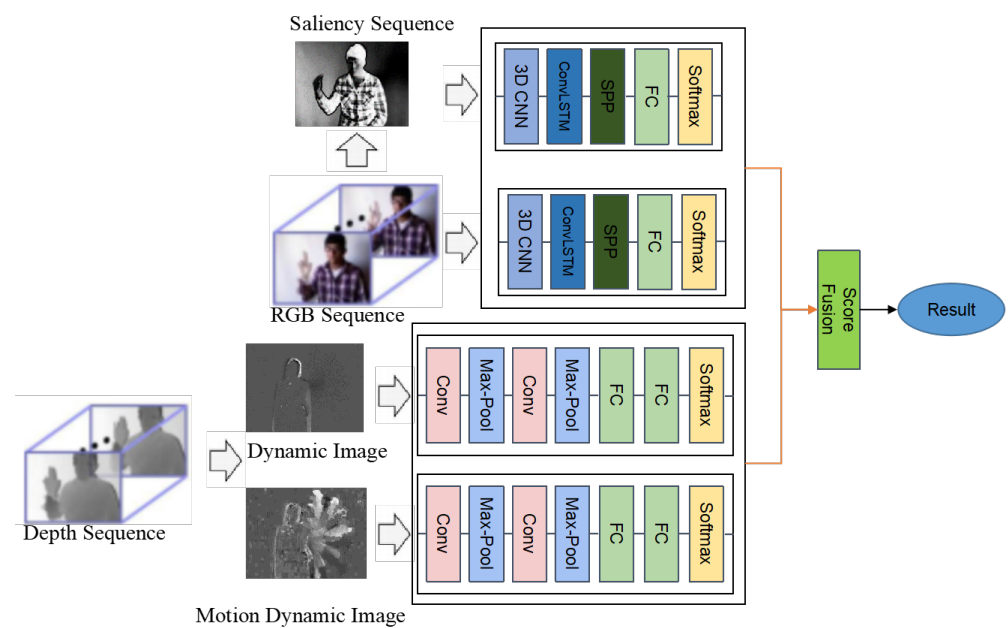 Saliency Sequence
3D CNN
ConvLSTM
SPP
FC
Softmax
RGB Sequence
3D CNN
ConvLSTM
SPP
FC
Softmax
Score
Fusion
Result
Dynamic Image
Conv
Max-Pool
Conv
Max-Pool
FC
FC
Softmax
Depth Sequence
Motion Dynamic Image
Conv
Max-Pool
Conv
Max-Pool
FC
FC
Softmax